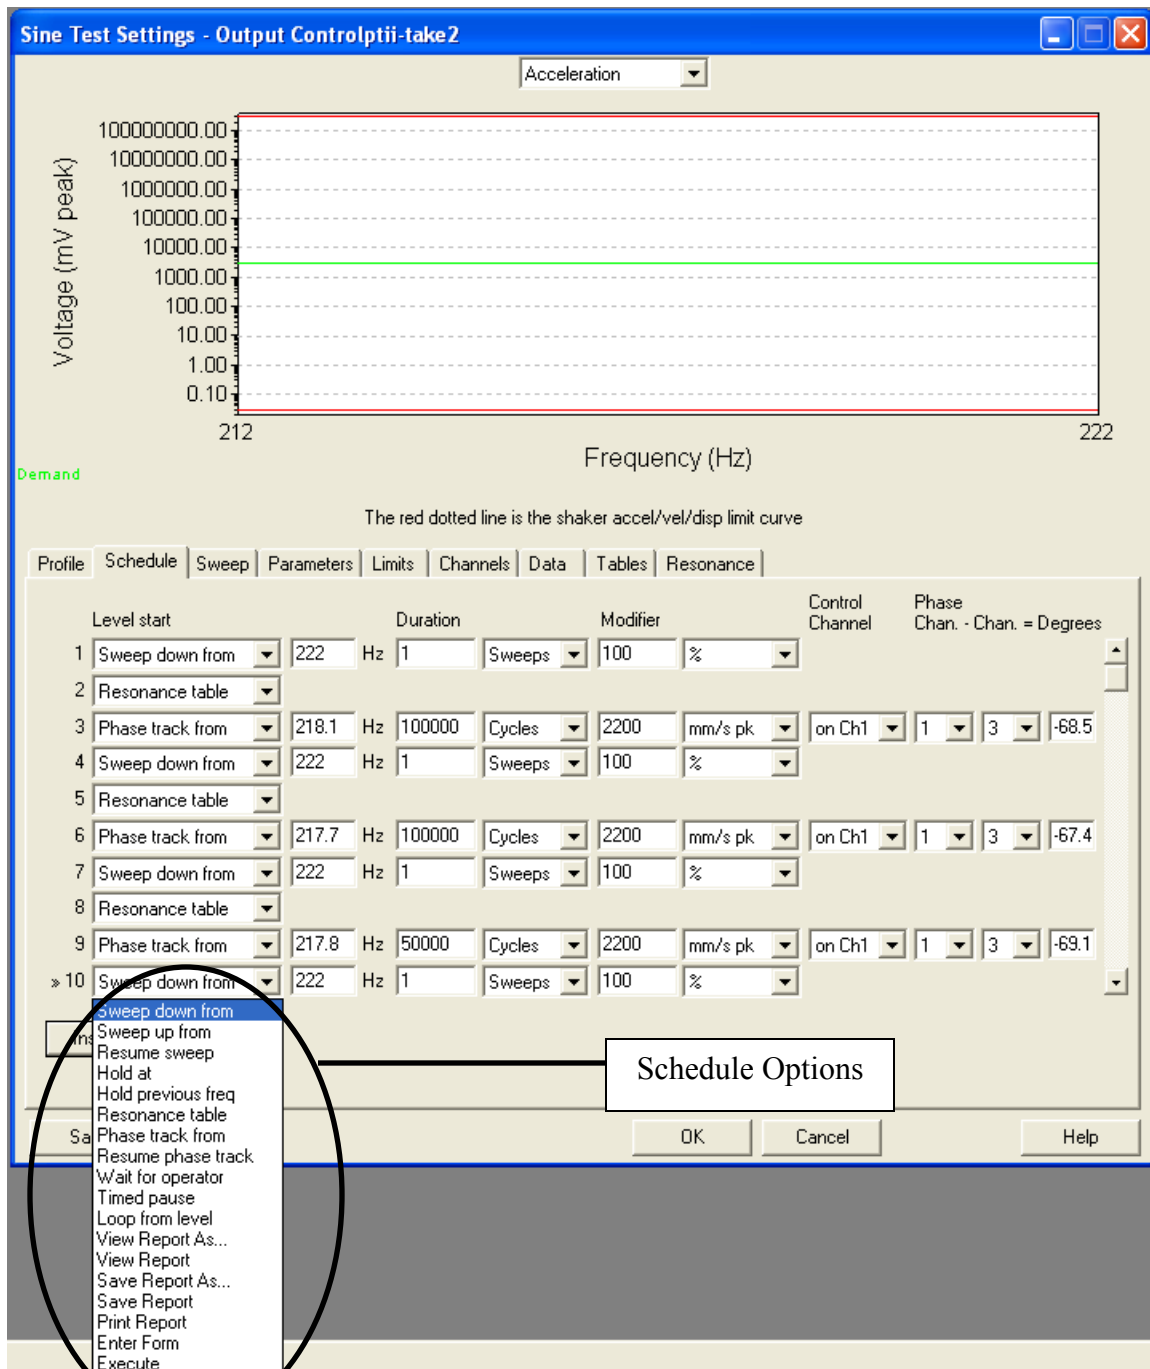 Sine Test Settings - Output Controlptii-take2
Acceleration
Voltage (mV peak)
100000000.00
10000000.00
1000000.00
100000.00
10000.00
1000.00
100.00
10.00
1.00
0.10
212 222
Frequency (Hz)
Demand
The red dotted line is the shaker accel/vel/disp limit curve
Profile Schedule Sweep Parameters Limits Channels Data Tables Resonance
Level start Duration Modifier Control Channel Phase Chan. - Chan. = Degrees
1 Sweep down from 222 Hz 1 Sweeps 100 %
2 Resonance table
3 Phase track from 218.1 Hz 100000 Cycles 2200 mm/s pk on Ch1 1 3 -68.5
4 Sweep down from 222 Hz 1 Sweeps 100 %
5 Resonance table
6 Phase track from 217.7 Hz 100000 Cycles 2200 mm/s pk on Ch1 1 3 -67.4
7 Sweep down from 222 Hz 1 Sweeps 100 %
8 Resonance table
9 Phase track from 217.8 Hz 50000 Cycles 2200 mm/s pk on Ch1 1 3 -69.1
» 10 Sweep down from 222 Hz 1 Sweeps 100 %
Sweep down from
Sweep up from
Resume sweep
Hold at
Hold previous freq
Resonance table
Phase track from
Resume phase track
Wait for operator
Timed pause
Loop from level
View Report As...
View Report
Save Report As...
Save Report
Print Report
Enter Form
Execute
Schedule Options
OK Cancel Help